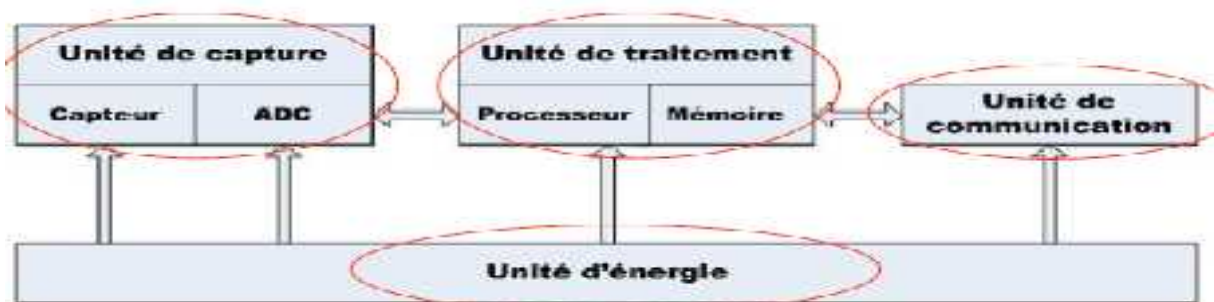 Unité de capture
Capteur
ADC
Unité de traitement
Processeur
Mémoire
Unité de
communication
Unité d'énergie